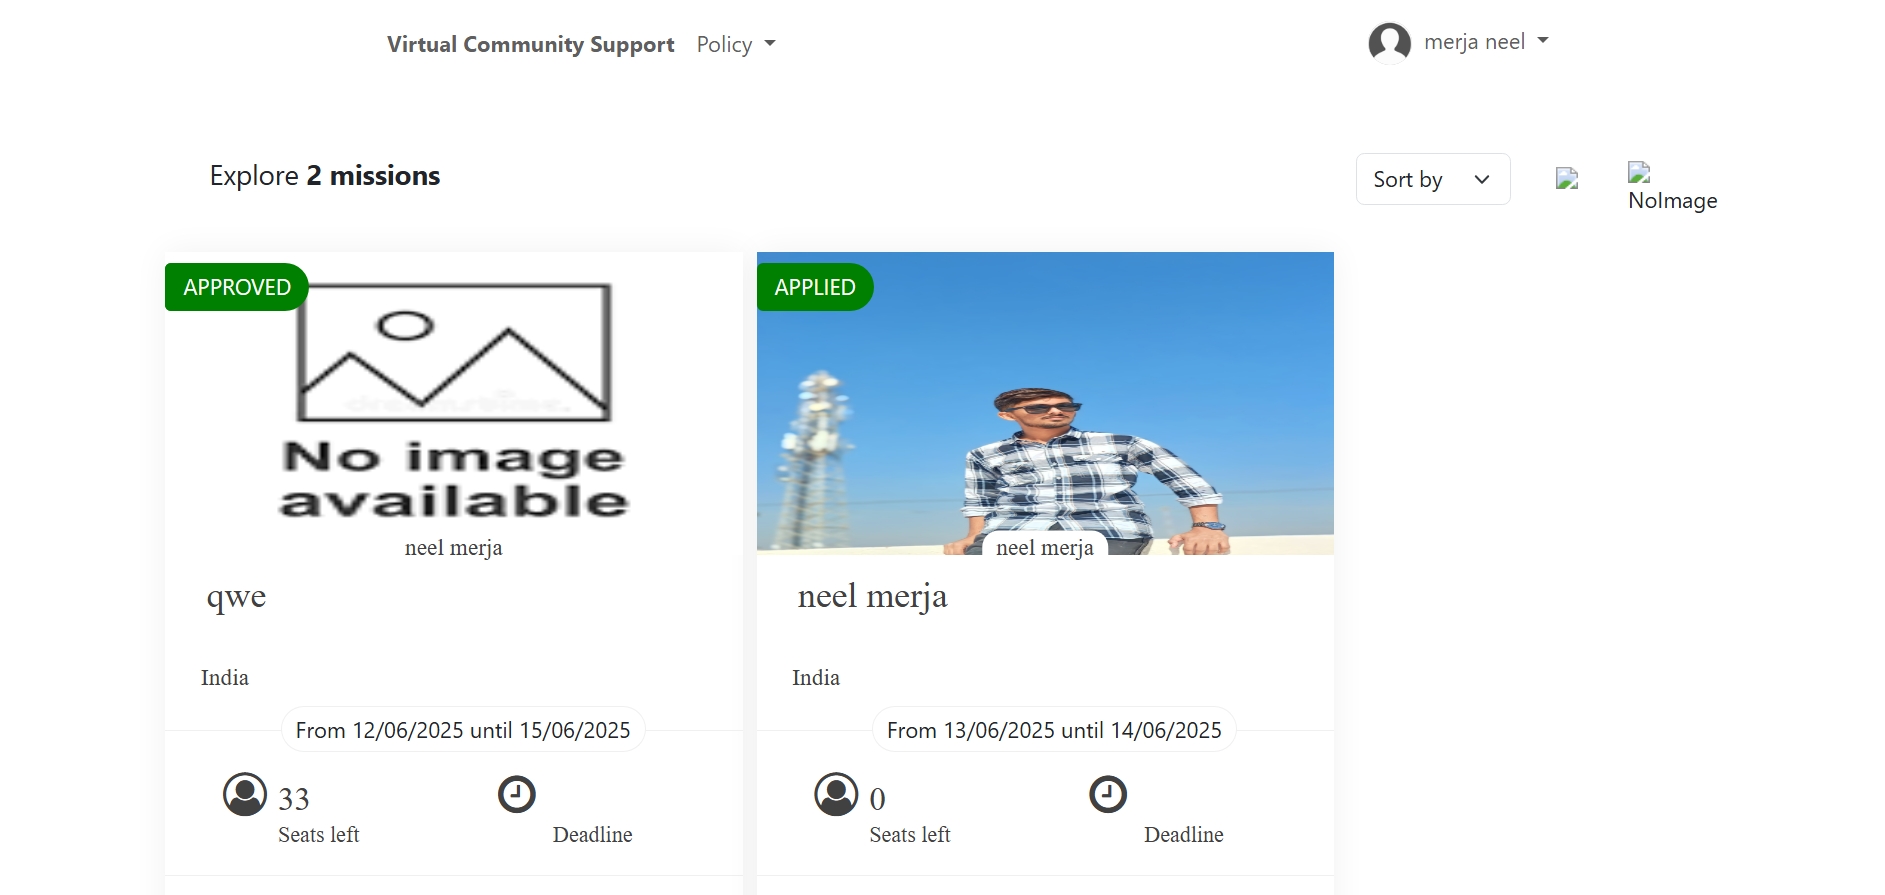 Virtual Community Support Policy
merja neel
Explore 2 missions
Sort by
NoImage
APPROVED
No image
available
neel merja
qwe
India
From 12/06/2025 until 15/06/2025
33
Seats left
Deadline
APPLIED
neel merja
neel merja
India
From 13/06/2025 until 14/06/2025
0
Seats left
Deadline